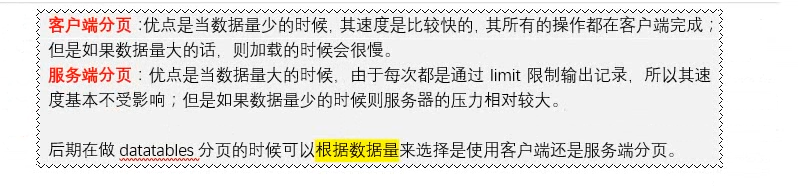 客户端分页：优点是当数据量少的时候，其速度是比较快的，其所有的操作都在客户端完成；
但是如果数据量大的话，则加载的时候会很慢。
服务端分页：优点是当数据量大的时候，由于每次都是通过 limit 限制输出记录，所以其速
度基本不受影响；但是如果数据量少的时候则服务器的压力相对较大。
后期在做 datatables 分页的时候可以根据数据量来选择是使用客户端还是服务端分页。